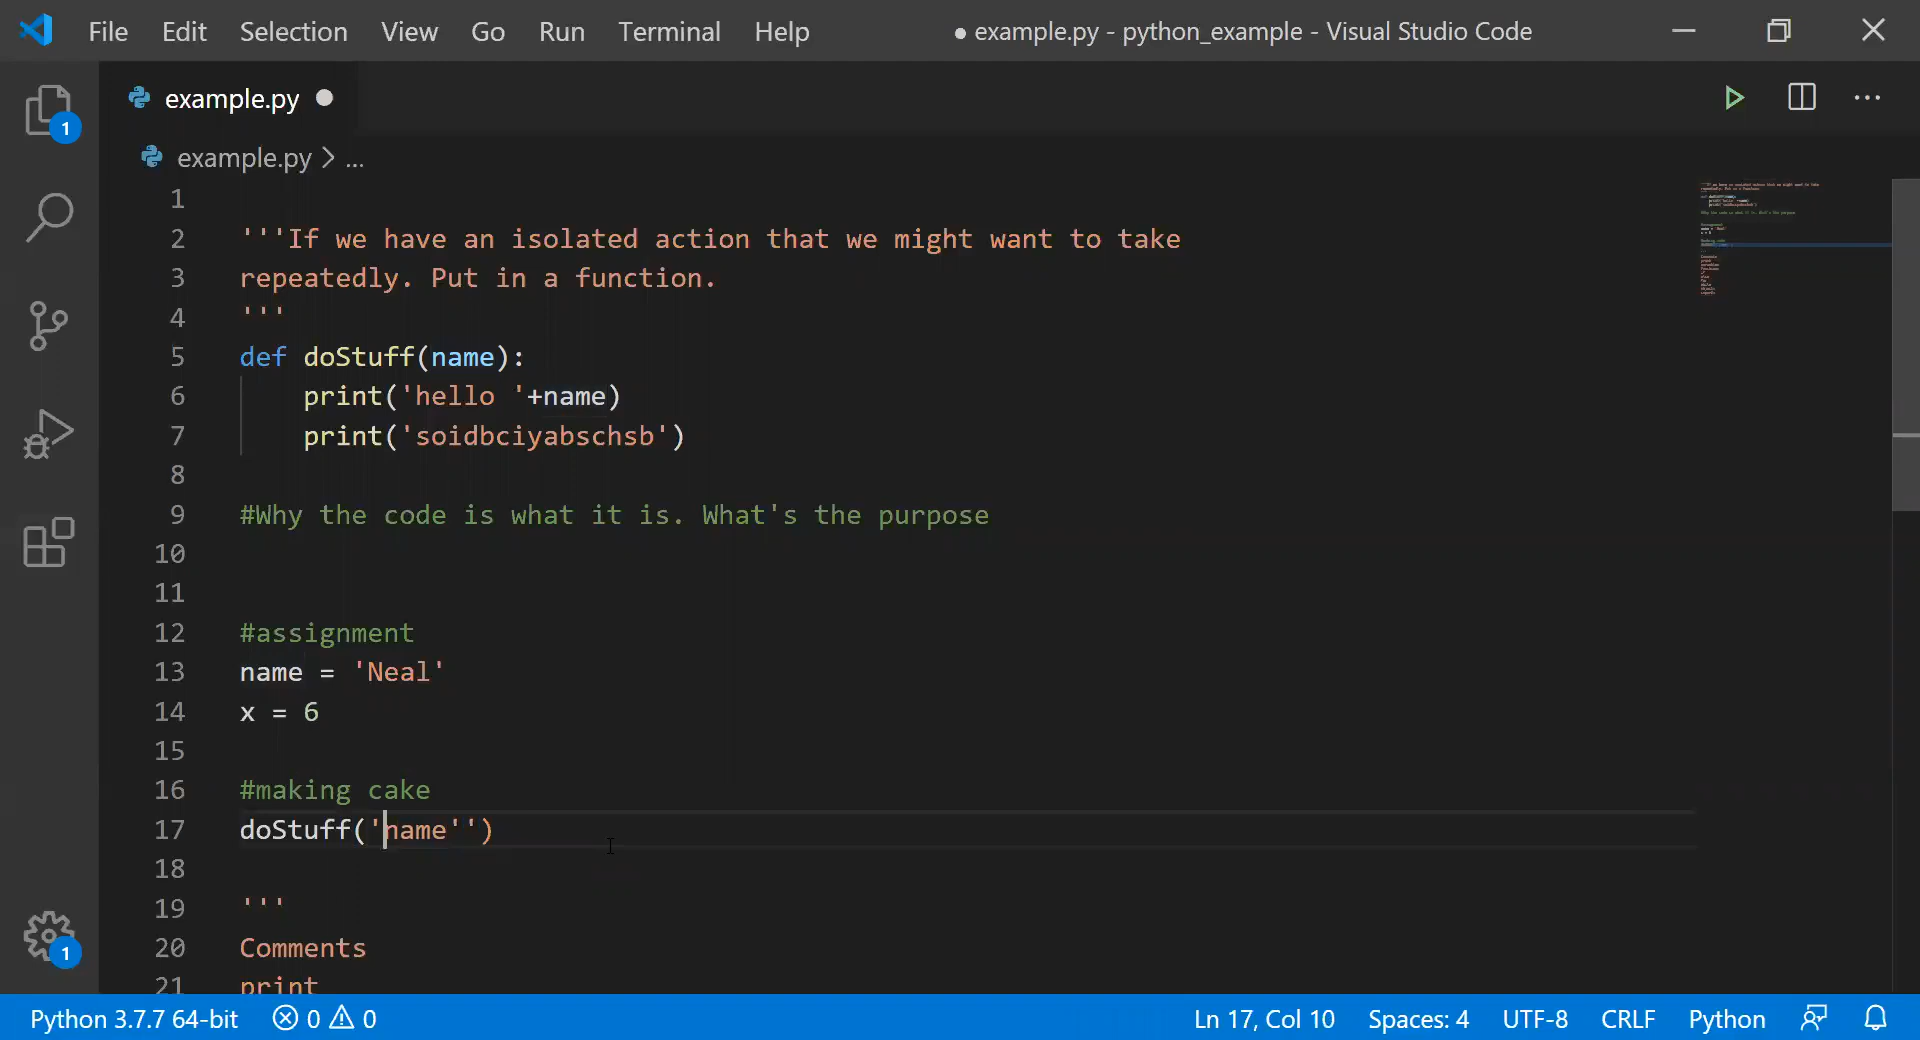 File Edit Selection View Go Run Terminal Help ● example.py - python_example - Visual Studio Code
example.py ●
example.py > ...
1
2 '''If we have an isolated action that we might want to take
3 repeatedly. Put in a function.
4 '''
5 def doStuff(name):
6     print('hello '+name)
7     print('soidbciyabschsb')
8
9 #Why the code is what it is. What's the purpose
10
11
12 #assignment
13 name = 'Neal'
14 x = 6
15
16 #making cake
17 doStuff('name'')
18
19 '''
20 Comments
21 print
1
1
Python 3.7.7 64-bit 0 0 Ln 17, Col 10 Spaces: 4 UTF-8 CRLF Python